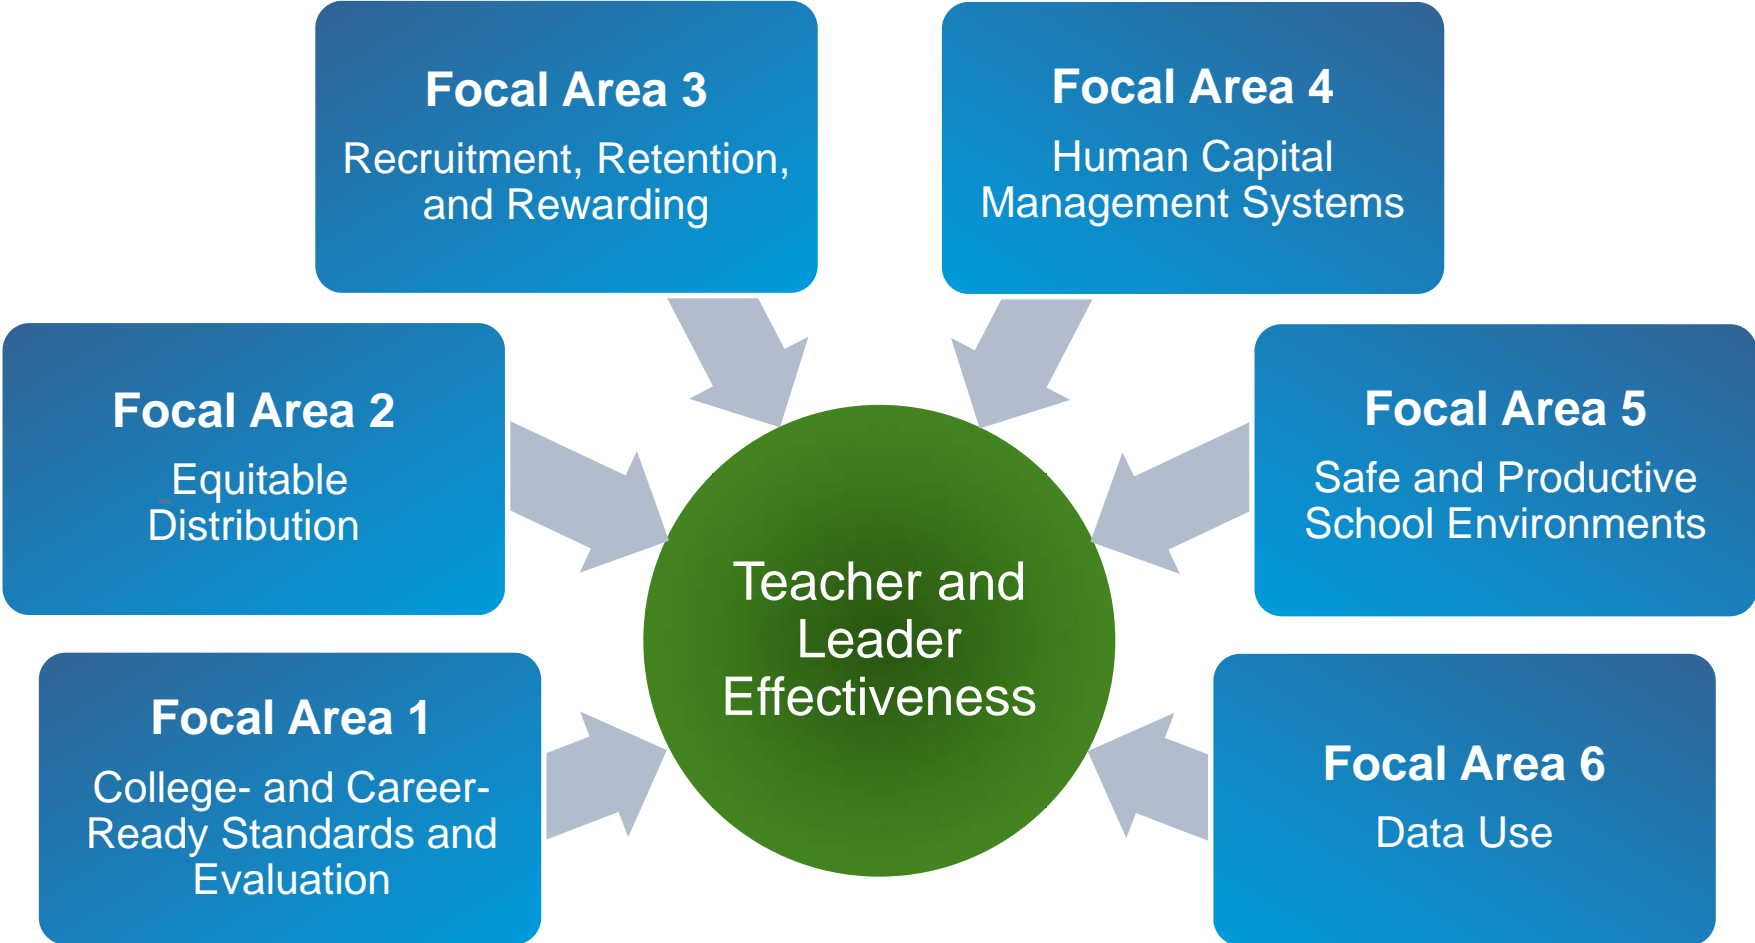 Focal Area 3
Recruitment, Retention,
and Rewarding
Focal Area 4
Human Capital
Management Systems
Focal Area 2
Equitable
Distribution
Focal Area 5
Safe and Productive
School Environments
Teacher and
Leader
Effectiveness
Focal Area 1
College- and Career-
Ready Standards and
Evaluation
Focal Area 6
Data Use